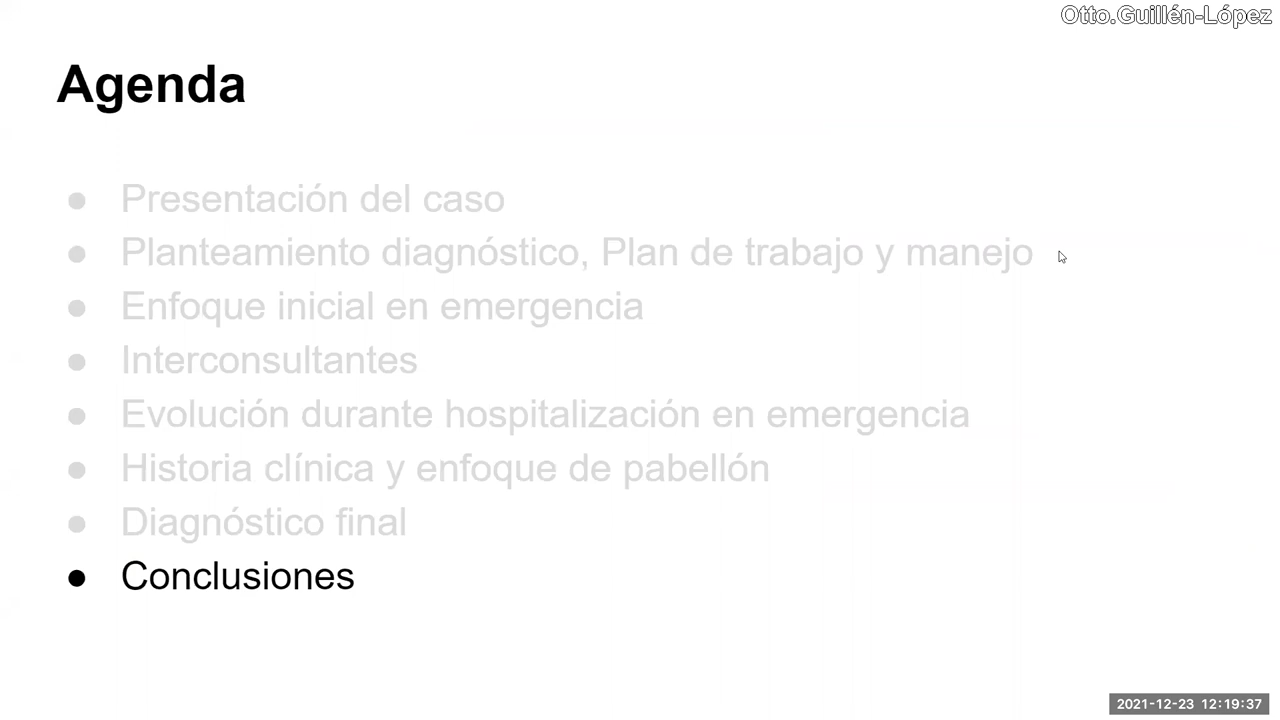 Otto.Guillén-López
Agenda
● Presentación del caso
● Planteamiento diagnóstico, Plan de trabajo y manejo
● Enfoque inicial en emergencia
● Interconsultantes
● Evolución durante hospitalización en emergencia
● Historia clínica y enfoque de pabellón
● Diagnóstico final
● Conclusiones
2021-12-23 12:19:37